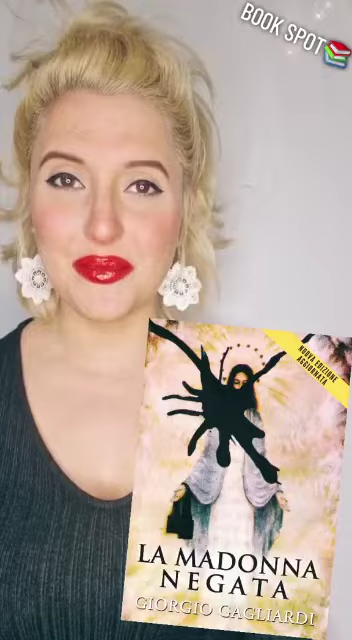 BOOK SPOT
NUOVA EDIZIONE
AGGIORNATA
LA MADONNA
NEGATA
GIORGIO GAGLIARDI